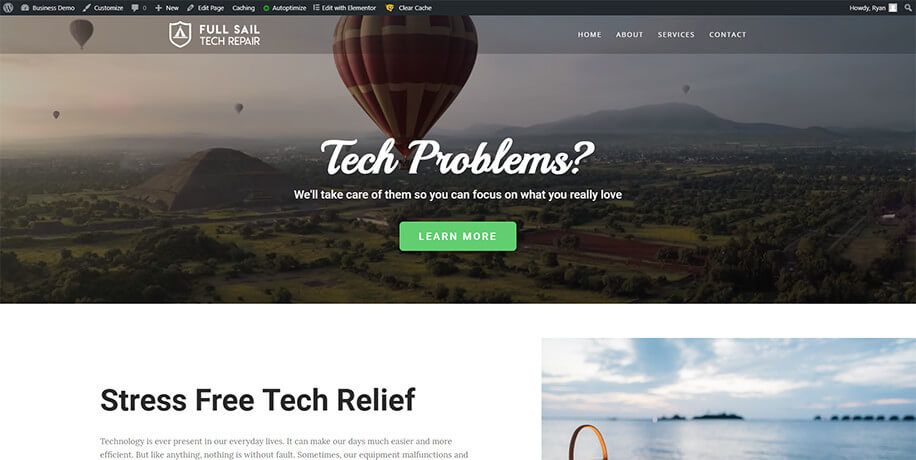 Business Demo Customize 0 New Edit Page Caching Autoptimize Edit with Elementor Clear Cache Howdy, Ryan
FULL SAIL
TECH REPAIR
HOME ABOUT SERVICES CONTACT
Tech Problems?
We'll take care of them so you can focus on what you really love
LEARN MORE
Stress Free Tech Relief
Technology is ever present in our everyday lives. It can make our days much easier and more
efficient. But like anything, nothing is without fault. Sometimes, our equipment malfunctions and